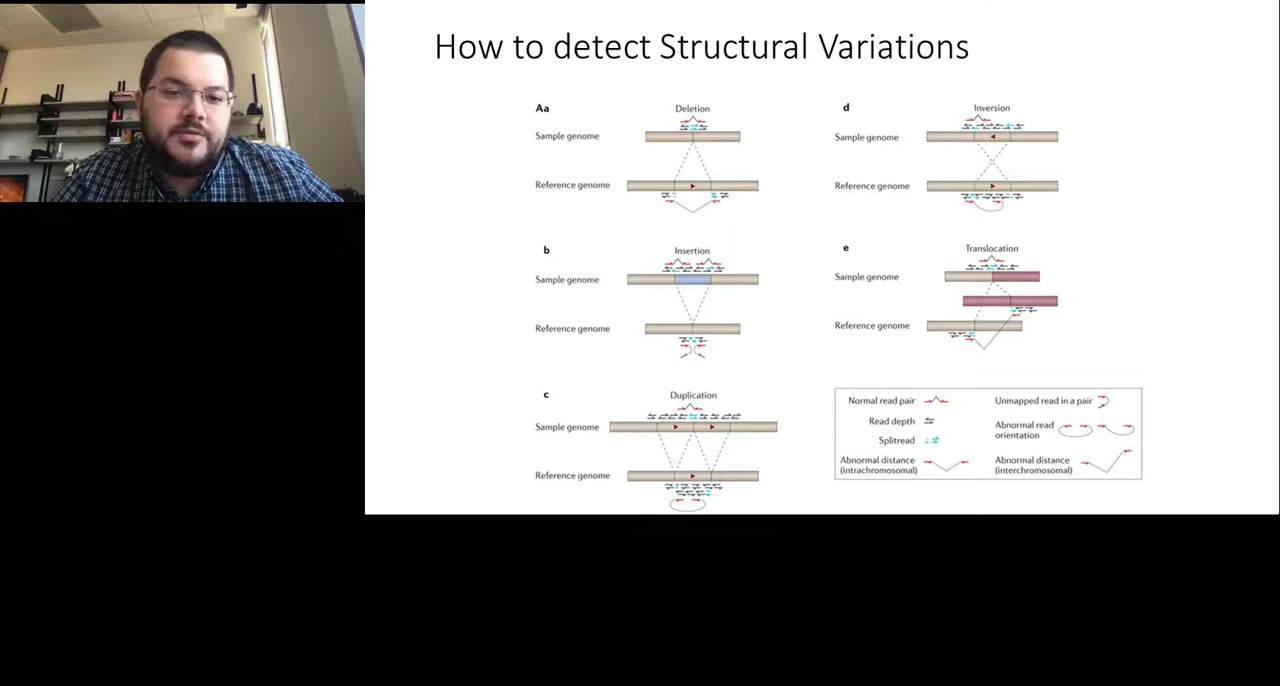 How to detect Structural Variations
Aa
Deletion
Sample genome
Reference genome
b
Insertion
Sample genome
Reference genome
c
Duplication
Sample genome
Reference genome
d
Inversion
Sample genome
Reference genome
e
Translocation
Sample genome
Reference genome
Normal read pair
Read depth
Splitread
Abnormal distance
(intrachromosomal)
Unmapped read in a pair
Abnormal read
orientation
Abnormal distance
(interchromosomal)